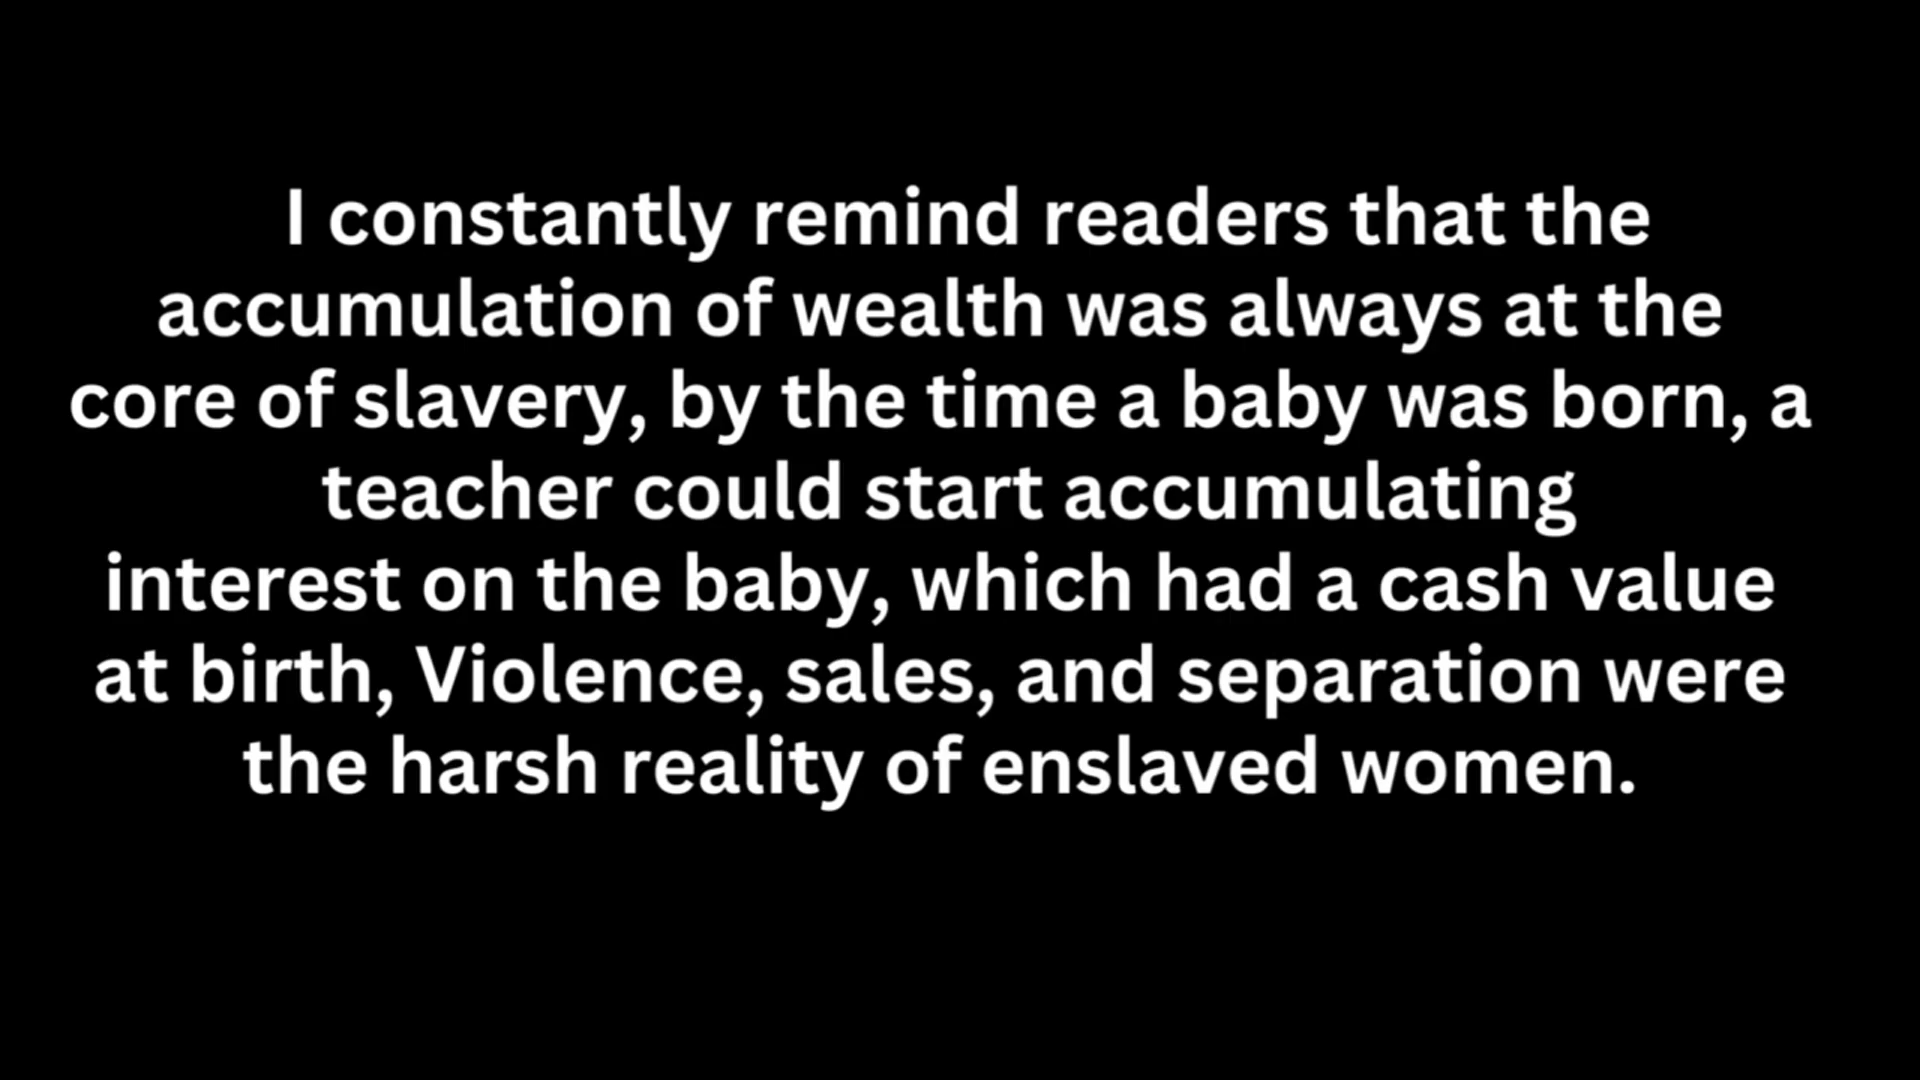 I constantly remind readers that the
accumulation of wealth was always at the
core of slavery, by the time a baby was born, a
teacher could start accumulating
interest on the baby, which had a cash value
at birth, Violence, sales, and separation were
the harsh reality of enslaved women.